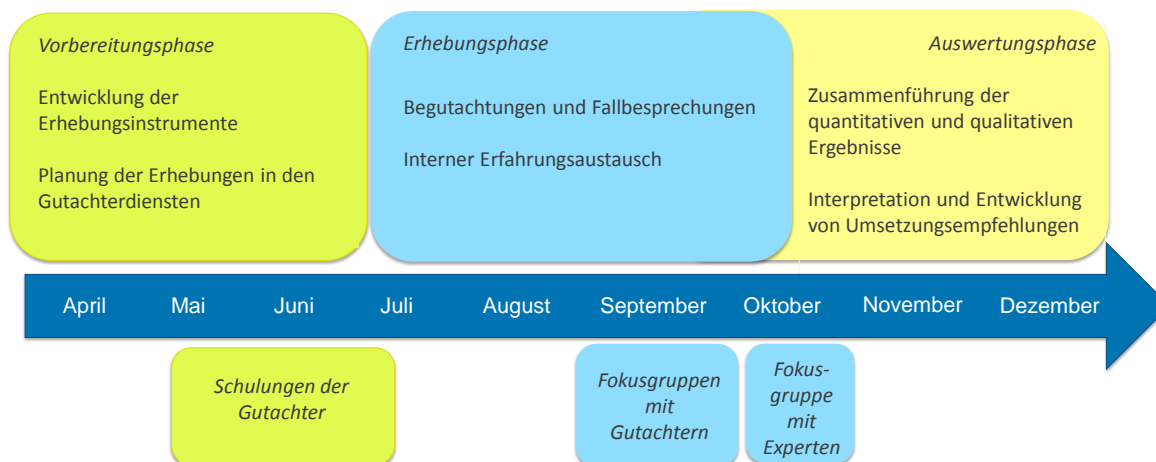 Vorbereitungsphase
Entwicklung der
Erhebungsinstrumente
Planung der Erhebungen in den
Gutachterdiensten
Erhebungsphase
Begutachtungen und Fallbesprechungen
Interner Erfahrungsaustausch
Auswertungsphase
Zusammenführung der
quantitativen und qualitativen
Ergebnisse
Interpretation und Entwicklung
von Umsetzungsempfehlungen
April Mai Juni Juli August September Oktober November Dezember
Schulungen der
Gutachter
Fokusgruppen
mit
Gutachtern
Fokus-
gruppe
mit
Experten